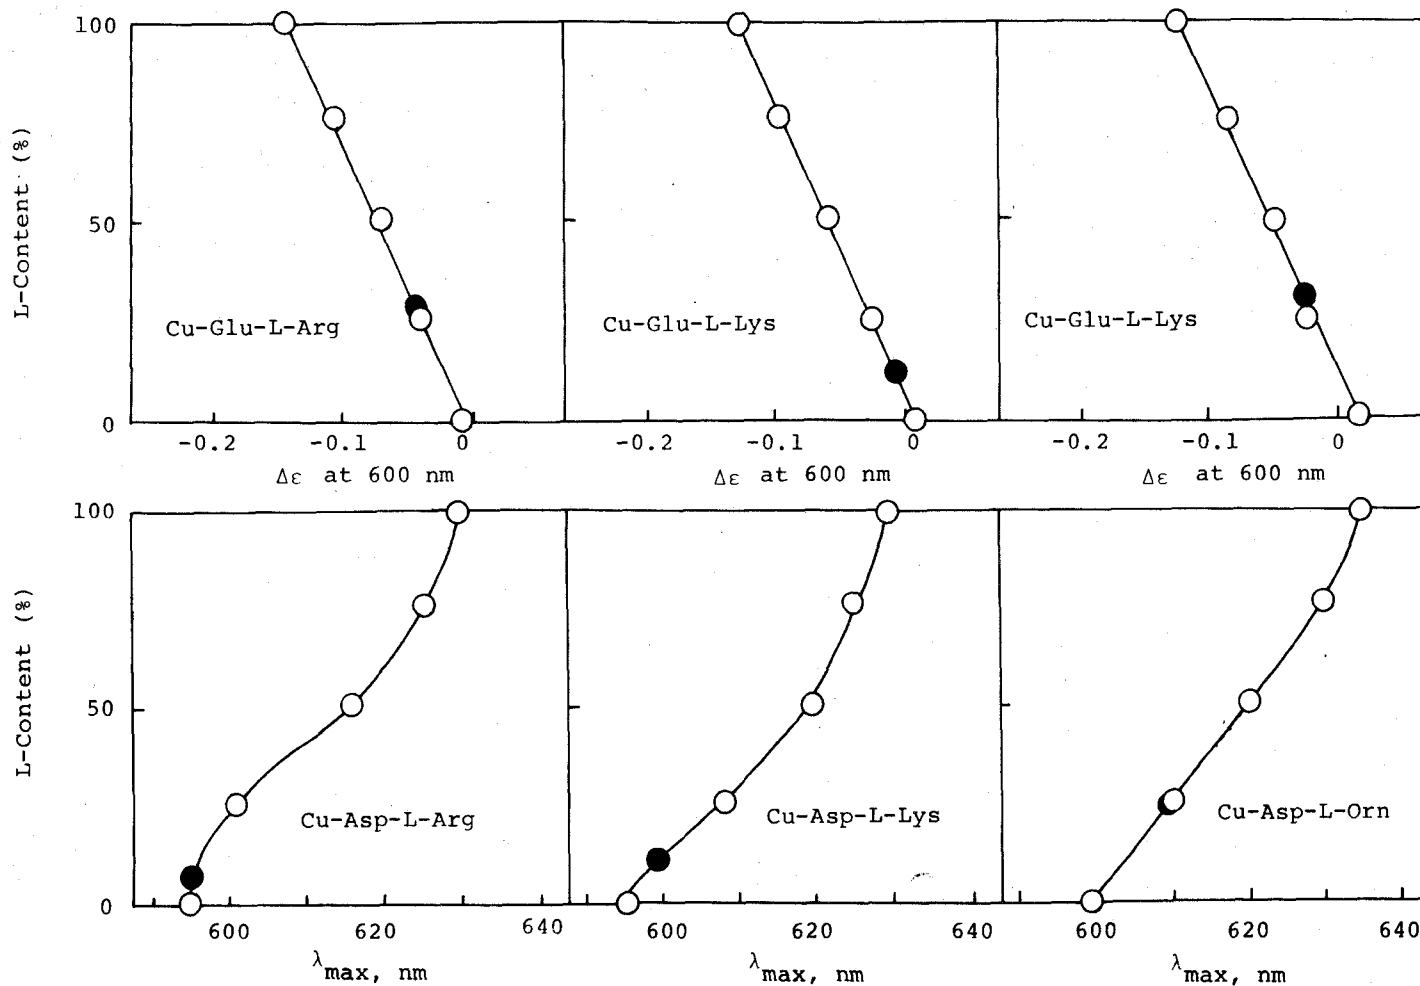 L-Content (%)
100
50
0
Cu-Glu-L-Arg
Cu-Glu-L-Lys
Cu-Glu-L-Lys
-0.2 -0.1 0
-0.2 -0.1 0
-0.2 -0.1 0
Δε at 600 nm
Δε at 600 nm
Δε at 600 nm
L-Content (%)
100
50
0
Cu-Asp-L-Arg
Cu-Asp-L-Lys
Cu-Asp-L-Orn
600 620 640
600 620 640
600 620 640
λmax, nm
λmax, nm
λmax, nm